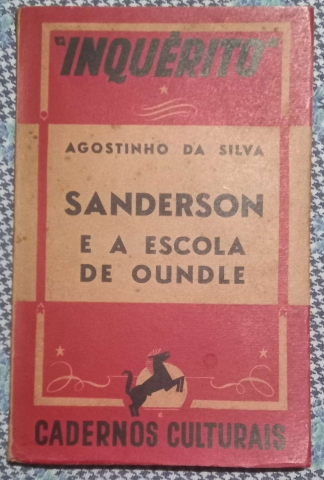 "INQUÉRITO"
AGOSTINHO DA SILVA
SANDERSON
E A ESCOLA
DE OUNDLE
CADERNOS CULTURAIS